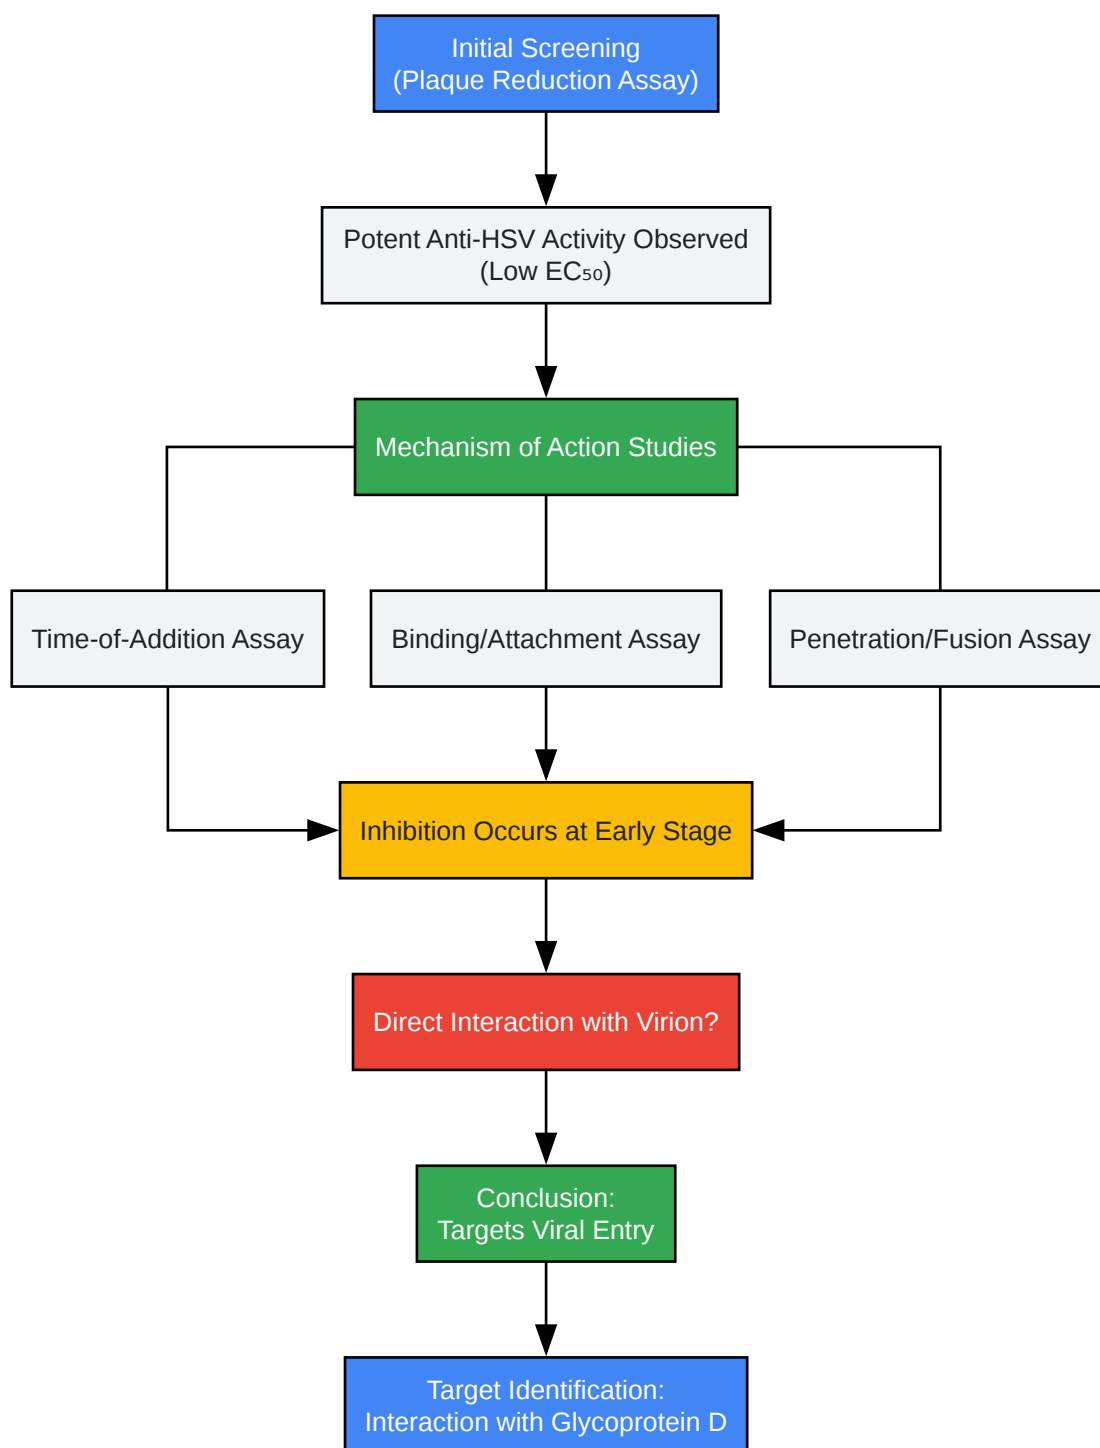 Initial Screening
(Plaque Reduction Assay)
Potent Anti-HSV Activity Observed
(Low EC₅₀)
Mechanism of Action Studies
Time-of-Addition Assay
Binding/Attachment Assay
Penetration/Fusion Assay
Inhibition Occurs at Early Stage
Direct Interaction with Virion?
Conclusion:
Targets Viral Entry
Target Identification:
Interaction with Glycoprotein D